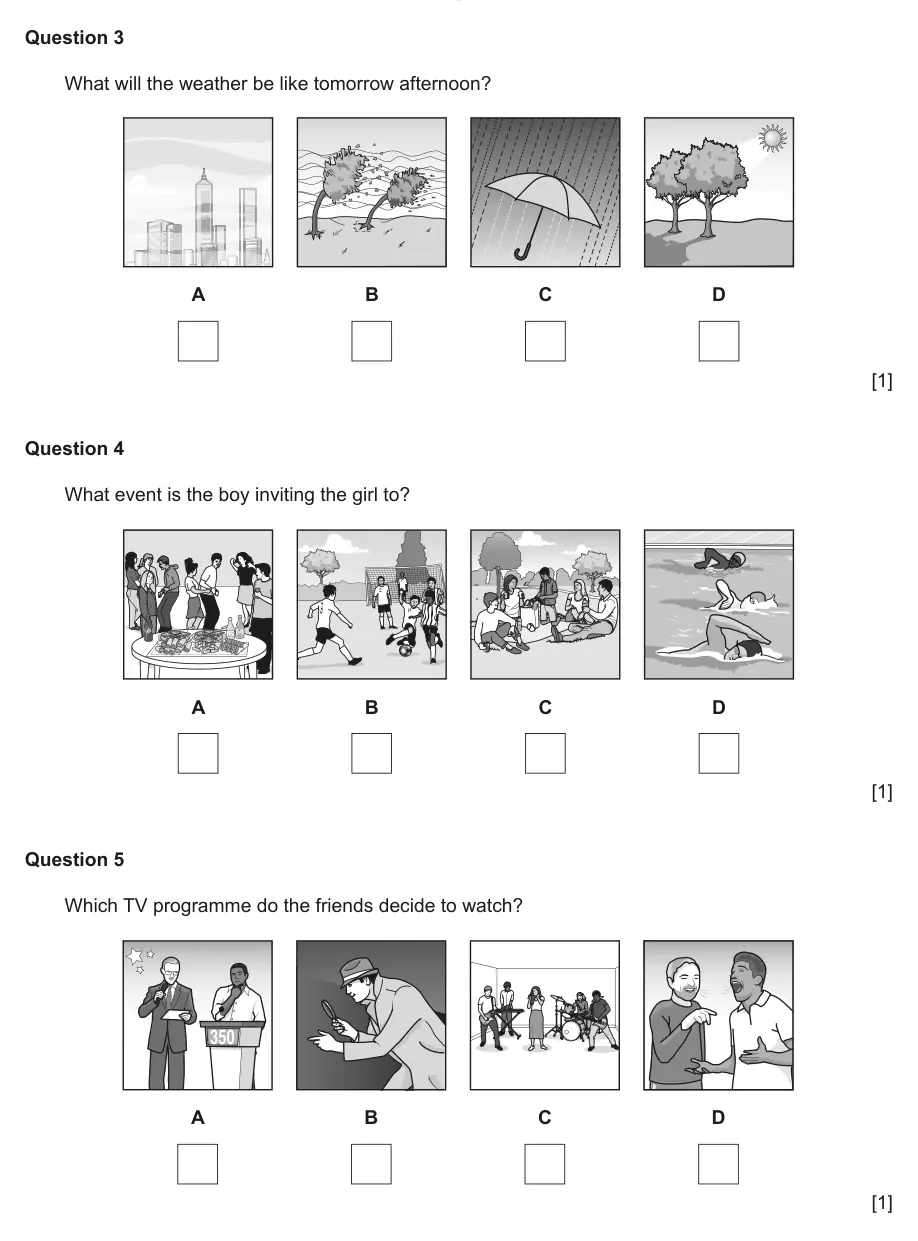 Question 3
What will the weather be like tomorrow afternoon?
A B C D
[1]
Question 4
What event is the boy inviting the girl to?
A B C D
[1]
Question 5
Which TV programme do the friends decide to watch?
350
A B C D
[1]